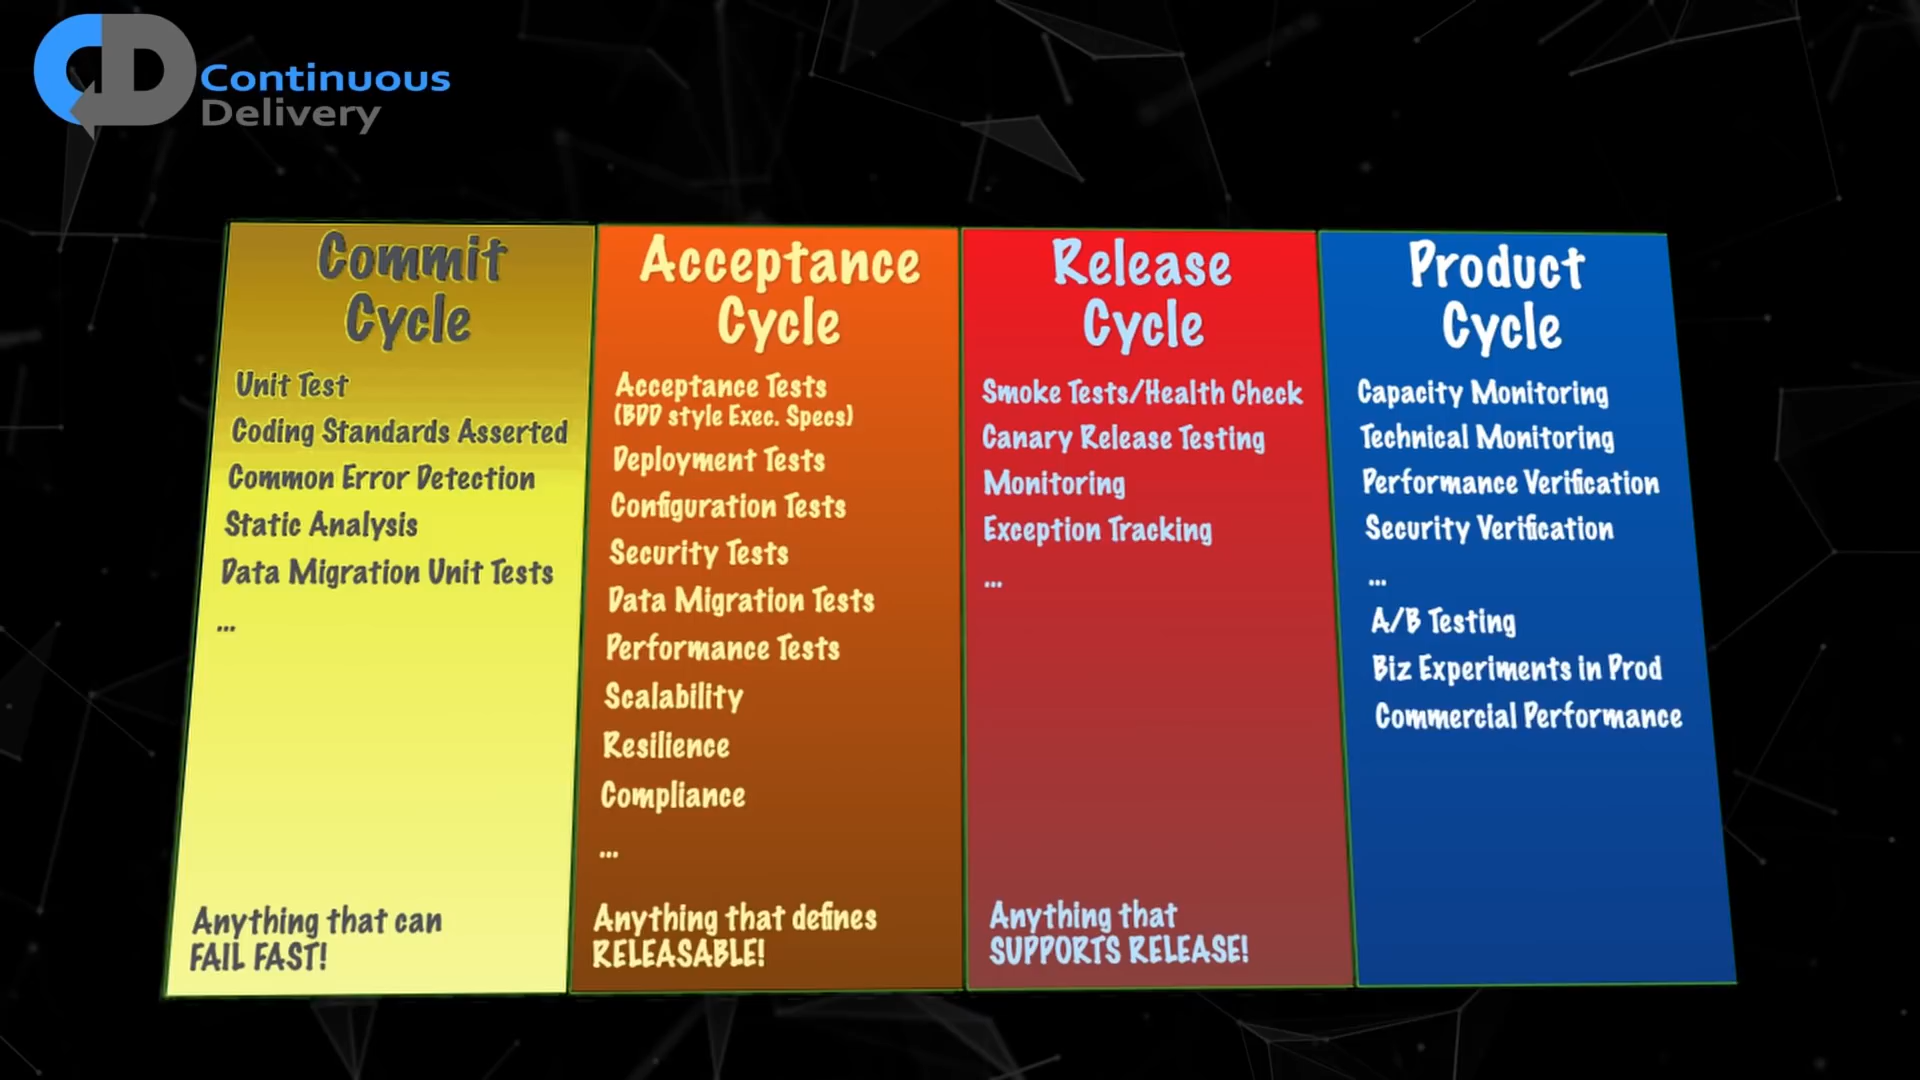 Continuous
Delivery
Commit
Cycle
Unit Test
Coding Standards Asserted
Common Error Detection
Static Analysis
Data Migration Unit Tests
...
Anything that can
FAIL FAST!
Acceptance
Cycle
Acceptance Tests
(BDD style Exec. Specs)
Deployment Tests
Configuration Tests
Security Tests
Data Migration Tests
Performance Tests
Scalability
Resilience
Compliance
...
Anything that defines
RELEASABLE!
Release
Cycle
Smoke Tests/Health Check
Canary Release Testing
Monitoring
Exception Tracking
...
Anything that
SUPPORTS RELEASE!
Product
Cycle
Capacity Monitoring
Technical Monitoring
Performance Verification
Security Verification
...
A/B Testing
Biz Experiments in Prod
Commercial Performance